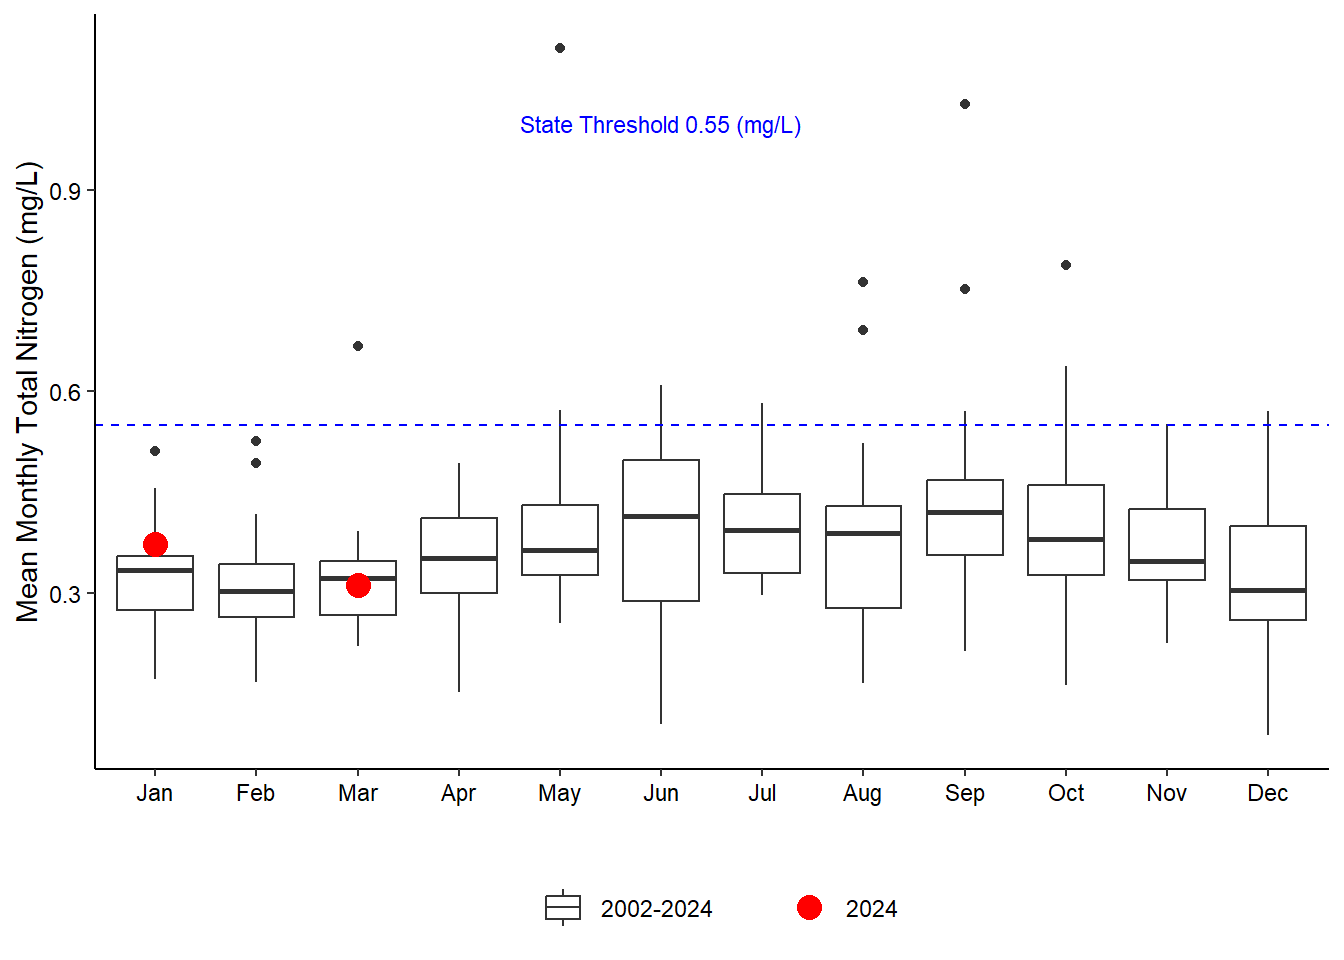 State Threshold 0.55 (mg/L)
Mean Monthly Total Nitrogen (mg/L)
0.9
0.6
0.3
Jan Feb Mar Apr May Jun Jul Aug Sep Oct Nov Dec
2002-2024 2024